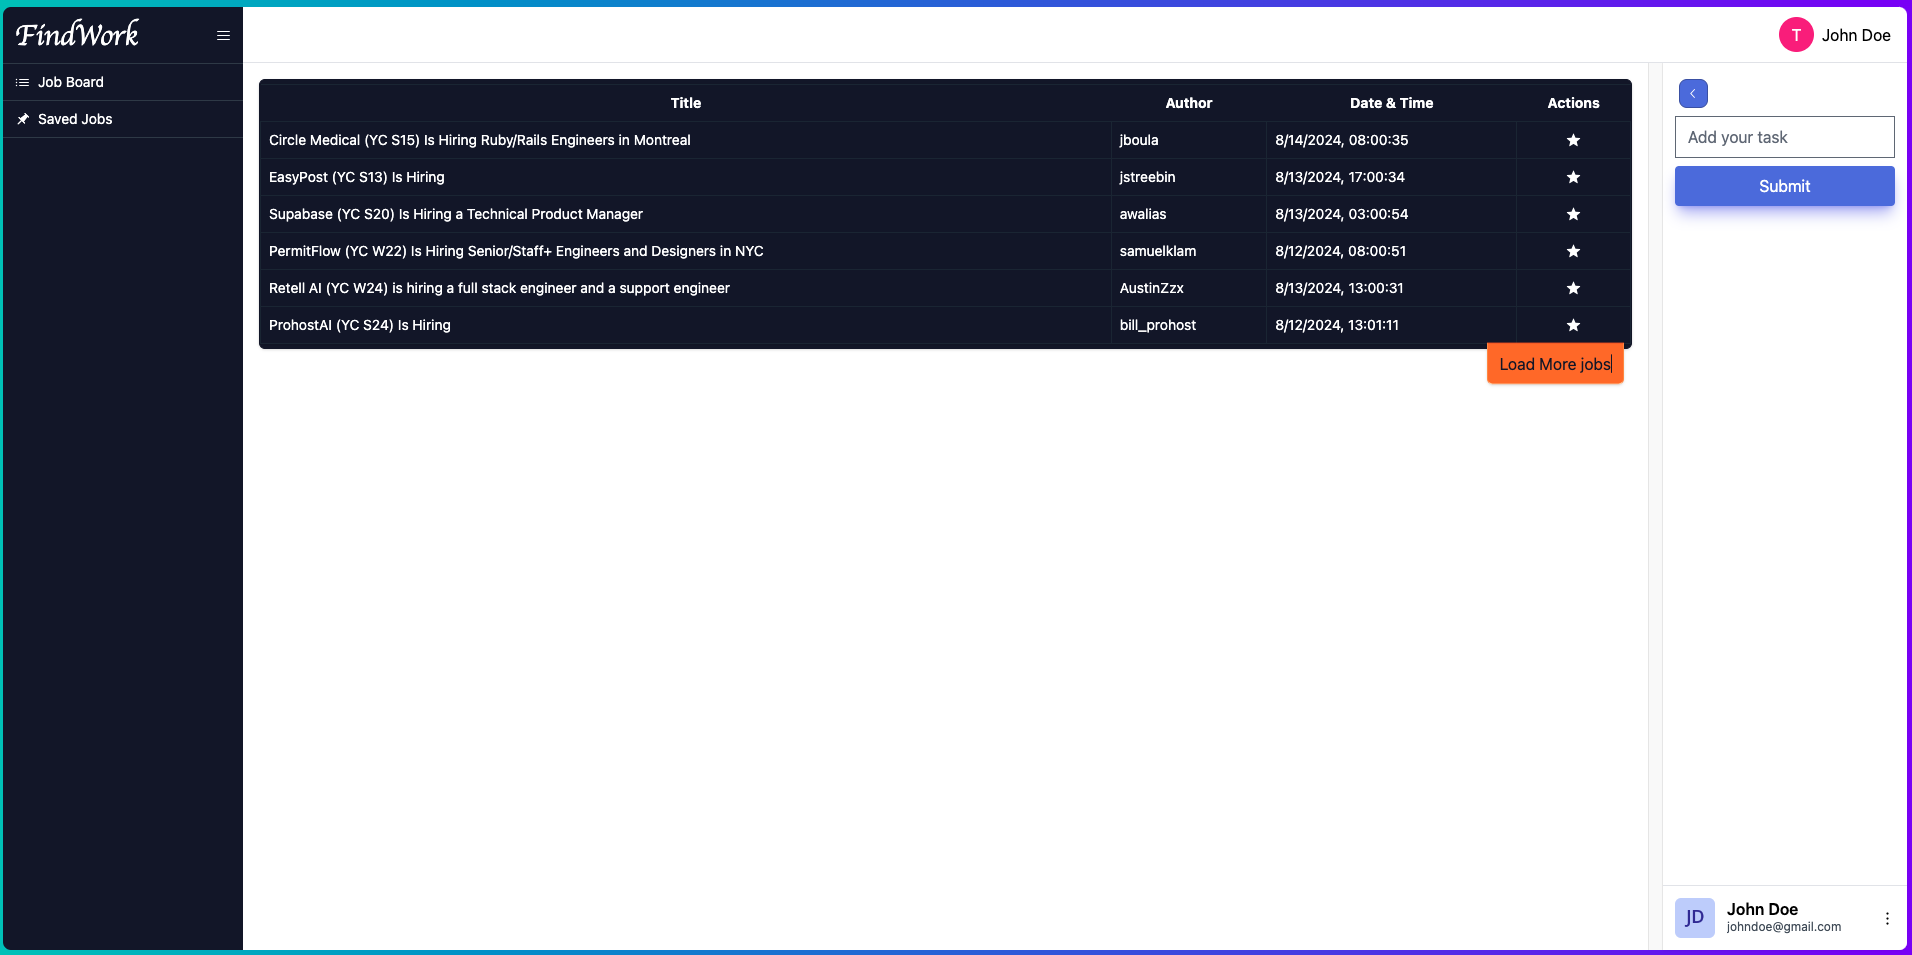 FindWork
T John Doe
Job Board
Saved Jobs
Title Author Date & Time Actions
Circle Medical (YC S15) Is Hiring Ruby/Rails Engineers in Montreal jboula 8/14/2024, 08:00:35
EasyPost (YC S13) Is Hiring jstreebin 8/13/2024, 17:00:34
Supabase (YC S20) Is Hiring a Technical Product Manager awalias 8/13/2024, 03:00:54
PermitFlow (YC W22) Is Hiring Senior/Staff+ Engineers and Designers in NYC samuelklam 8/12/2024, 08:00:51
Retell AI (YC W24) is hiring a full stack engineer and a support engineer AustinZzx 8/13/2024, 13:00:31
ProhostAI (YC S24) Is Hiring bill_prohost 8/12/2024, 13:01:11
Load More jobs
Add your task
Submit
JD John Doe
johndoe@gmail.com